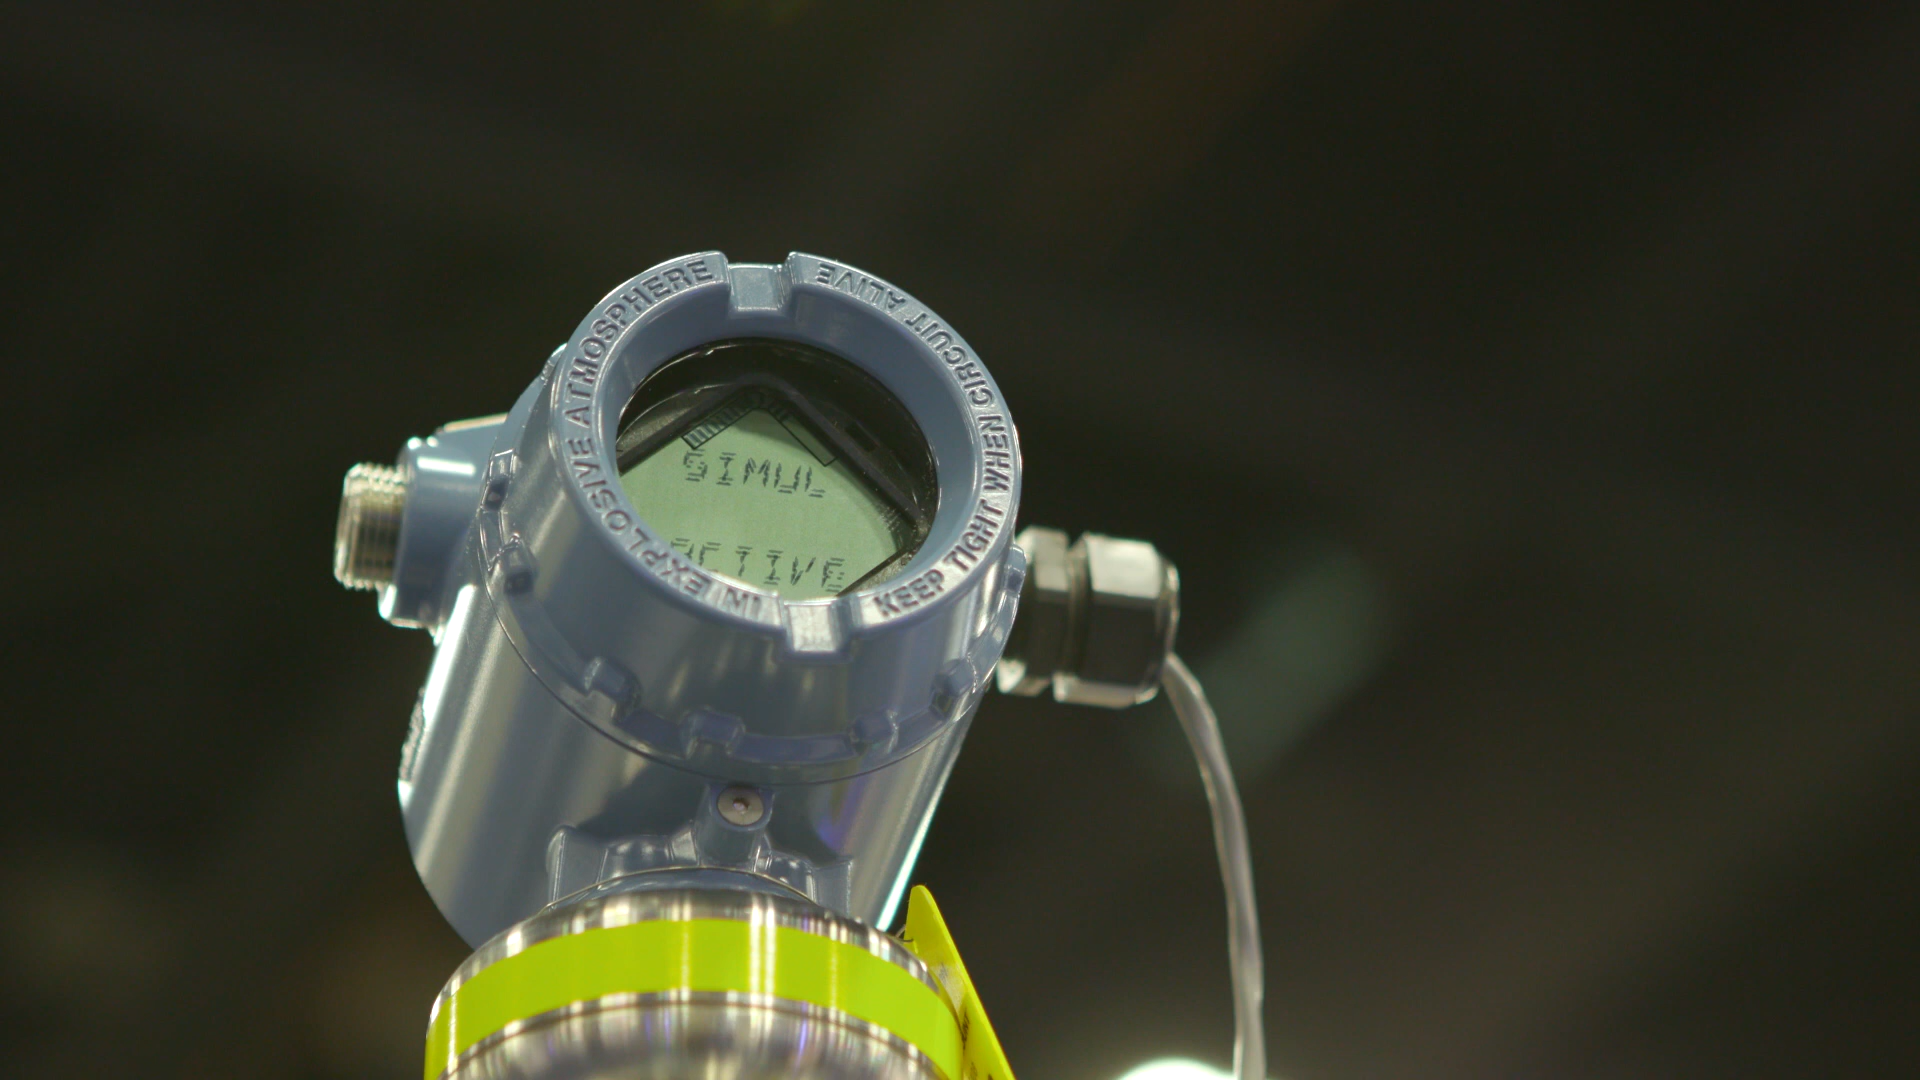 KEEP TIGHT WHEN CIRCUIT ALIVE
IN EXPLOSIVE ATMOSPHERE
SIMUL
ACTIVE